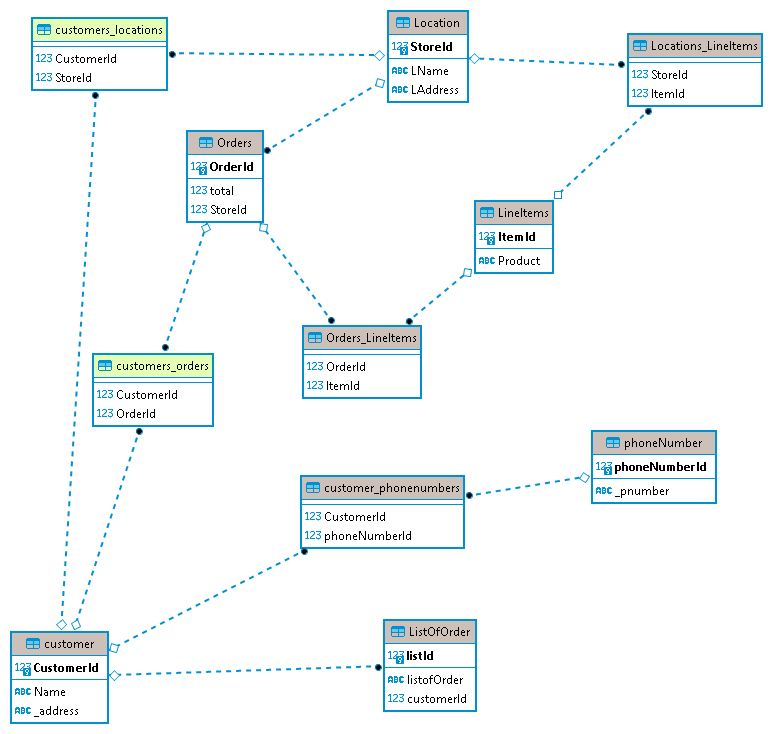 customers_locations
123 CustomerId
123 StoreId
Location
123 StoreId
ABC LName
ABC LAddress
Locations_LineItems
123 StoreId
123 ItemId
Orders
123 OrderId
123 total
123 StoreId
LineItems
123 ItemId
ABC Product
Orders_LineItems
123 OrderId
123 ItemId
customers_orders
123 CustomerId
123 OrderId
phoneNumber
123 phoneNumberId
ABC _pnumber
customer_phonenumbers
123 CustomerId
123 phoneNumberId
customer
123 CustomerId
ABC Name
ABC _address
ListOfOrder
123 listId
ABC listofOrder
123 customerId